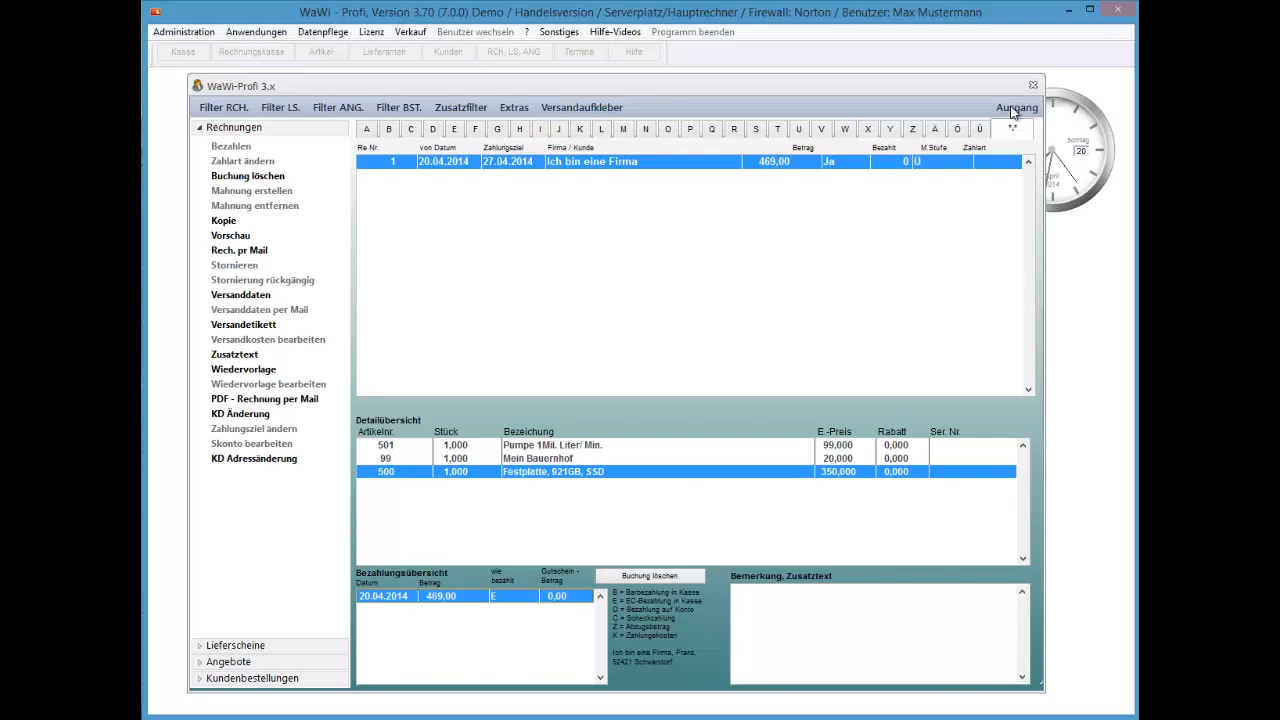 WaWi - Profi, Version 3.70 (7.0.0) Demo / Handelsversion / Serverplatz/Hauptrechner / Firewall: Norton / Benutzer: Max Mustermann
Administration Anwendungen Datenpflege Lizenz Verkauf Benutzer wechseln ? Sonstiges Hilfe-Videos Programm beenden
Kasse Rechnungskasse Artikel Lieferanten Kunden RCH, LS, ANG Termine Hilfe
WaWi-Profi 3.x
Filter RCH. Filter LS. Filter ANG. Filter BST. Zusatzfilter Extras Versandaufkleber Ausgang
Rechnungen
A B C D E F G H I J K L M N O P Q R S T U V W X Y Z Ä Ö Ü *.*
Re.Nr. von Datum Zahlungsziel Firma / Kunde Betrag Bezahlt M.Stufe Zahlart
1 20.04.2014 27.04.2014 Ich bin eine Firma 469,00 Ja 0 Ü
Sonntag
20
April
2014
Bezahlen
Zahlart ändern
Buchung löschen
Mahnung erstellen
Mahnung entfernen
Kopie
Vorschau
Rech. pr Mail
Stornieren
Stornierung rückgängig
Versanddaten
Versanddaten per Mail
Versandetikett
Versandkosten bearbeiten
Zusatztext
Wiedervorlage
Wiedervorlage bearbeiten
PDF - Rechnung per Mail
KD Änderung
Zahlungsziel ändern
Skonto bearbeiten
KD Adressänderung
Lieferscheine
Angebote
Kundenbestellungen
Detailübersicht
Artikelnr. Stück Bezeichung E.-Preis Rabatt Ser. Nr.
501 1,000 Pumpe 1Mil. Liter/ Min. 99,000 0,000
99 1,000 Mein Bauernhof 20,000 0,000
500 1,000 Festplatte, 921GB, SSD 350,000 0,000
Bezahlungsübersicht
Datum Betrag wie bezahlt Gutschein - Betrag
20.04.2014 469,00 E 0,00
Buchung löschen
B = Barbezahlung in Kasse
E = EC-Bezahlung in Kasse
O = Bezahlung auf Konto
C = Scheckzahlung
Z = Abzugsbetrag
K = Zahlungskosten
Ich bin eine Firma, Franz,
92421 Schwandorf
Bemerkung, Zusatztext